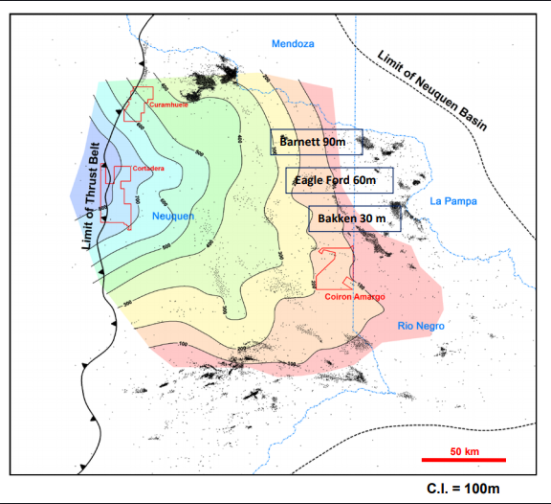 Mendoza
Limit of Neuquen Basin
Curamhuele
Barnett 90m
Limit of Thrust Belt
Cortadera
Eagle Ford 60m
La Pampa
Neuquen
Bakken 30 m
Coiron Amargo
Rio Negro
50 km
C.I. = 100m